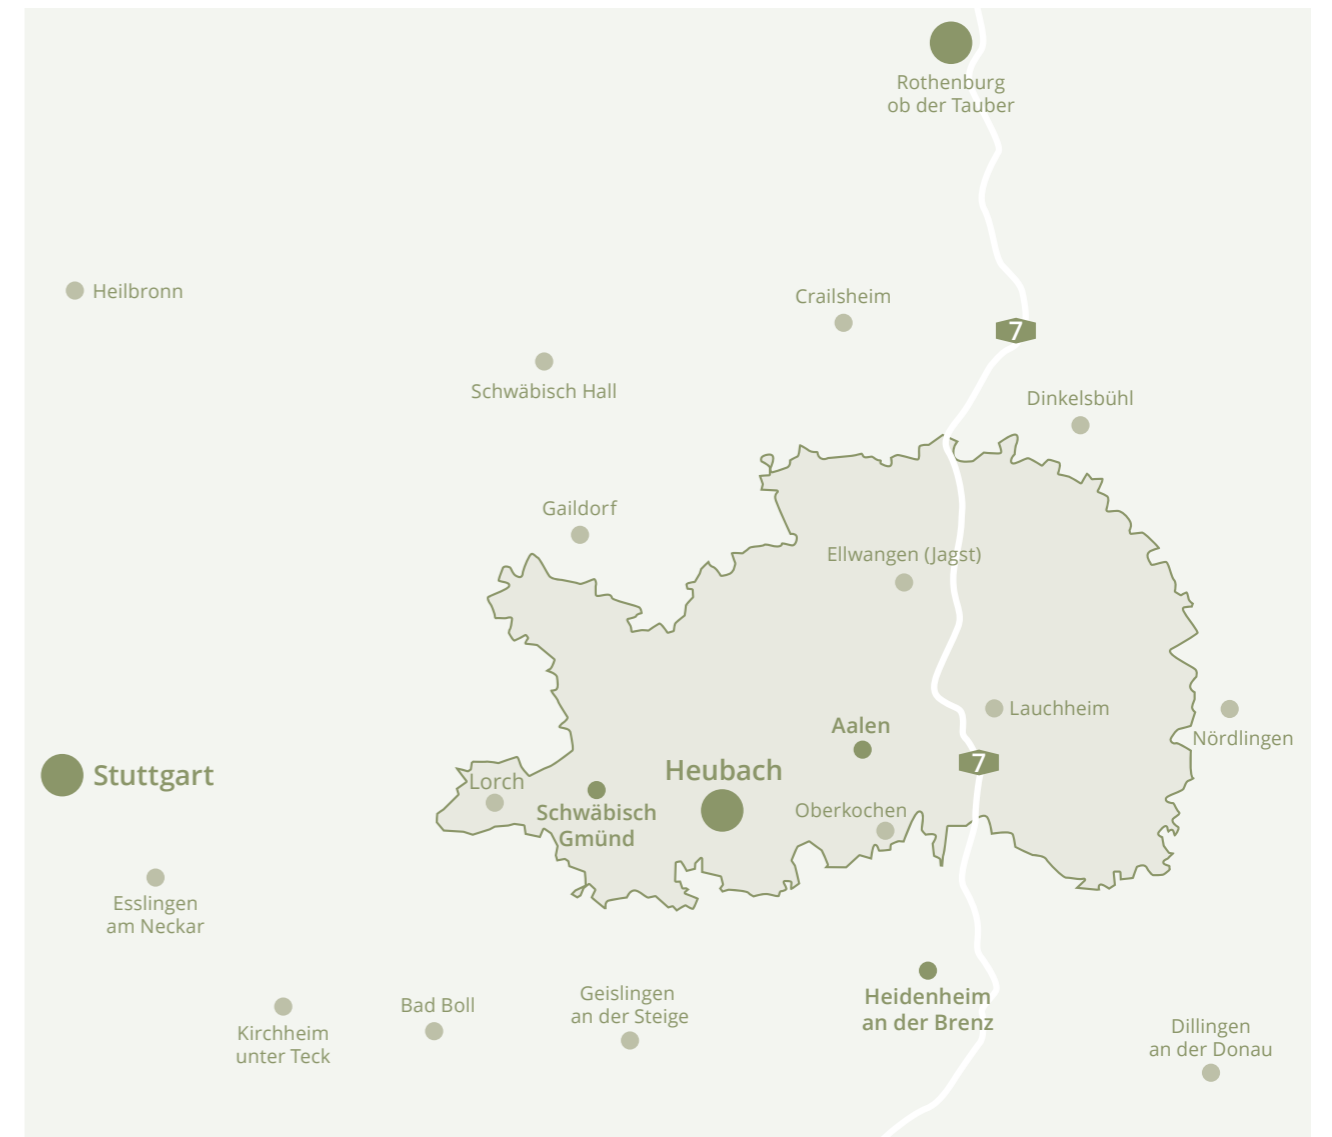 Rothenburg
ob der Tauber
Heilbronn
Crailsheim
7
Schwäbisch Hall
Dinkelsbühl
Gaildorf
Ellwangen (Jagst)
Lauchheim
Aalen
Nördlingen
7
Heubach
Stuttgart
Lorch
Oberkochen
Schwäbisch
Gmünd
Esslingen
am Neckar
Geislingen
an der Steige
Heidenheim
an der Brenz
Bad Boll
Kirchheim
unter Teck
Dillingen
an der Donau